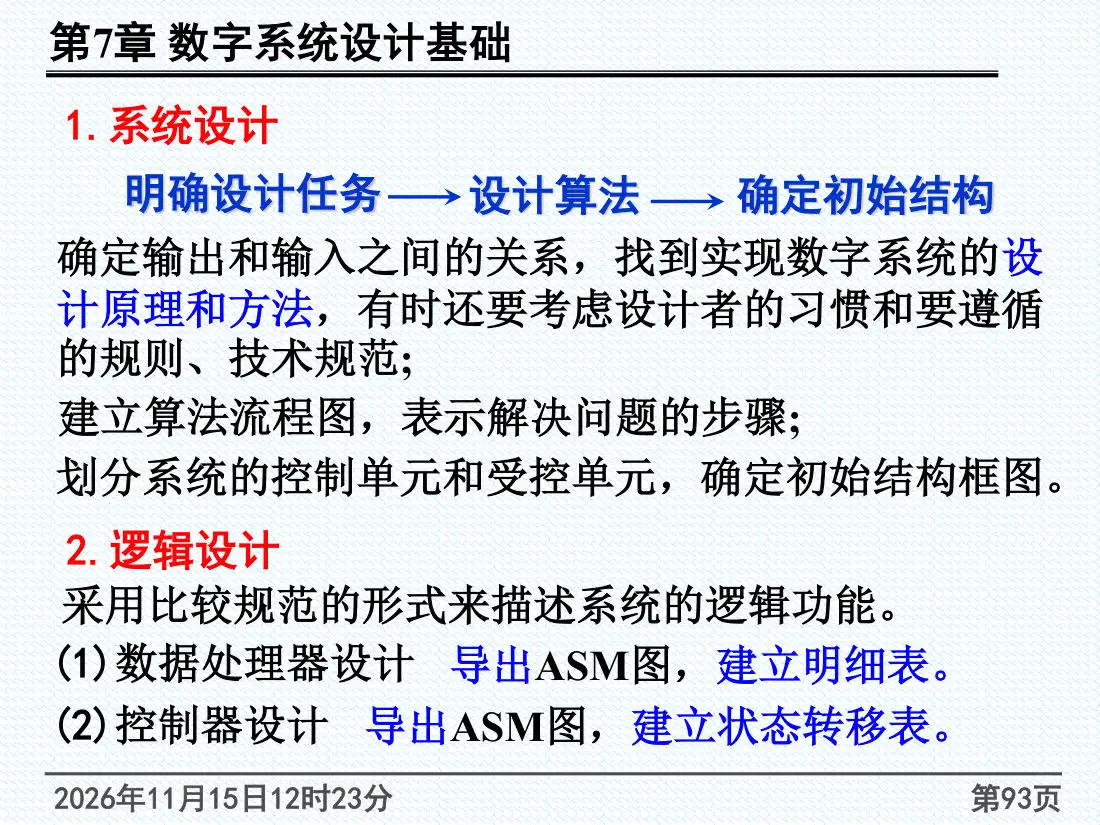 第7章 数字系统设计基础
1.系统设计
明确设计任务 → 设计算法 → 确定初始结构
确定输出和输入之间的关系，找到实现数字系统的设
计原理和方法，有时还要考虑设计者的习惯和要遵循
的规则、技术规范;
建立算法流程图，表示解决问题的步骤;
划分系统的控制单元和受控单元，确定初始结构框图。
2.逻辑设计
采用比较规范的形式来描述系统的逻辑功能。
(1)数据处理器设计 导出ASM图，建立明细表。
(2)控制器设计 导出ASM图，建立状态转移表。
2026年11月15日12时23分 第93页